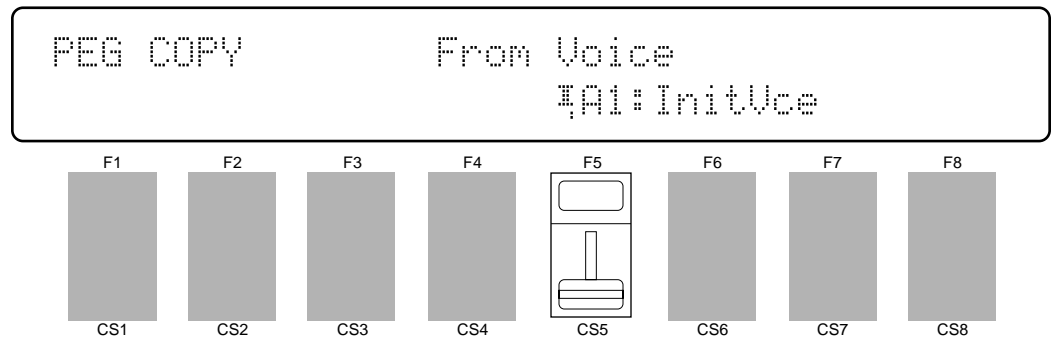 PEG COPY From Voice
A1:InitVce
F1 F2 F3 F4 F5 F6 F7 F8
CS1 CS2 CS3 CS4 CS5 CS6 CS7 CS8